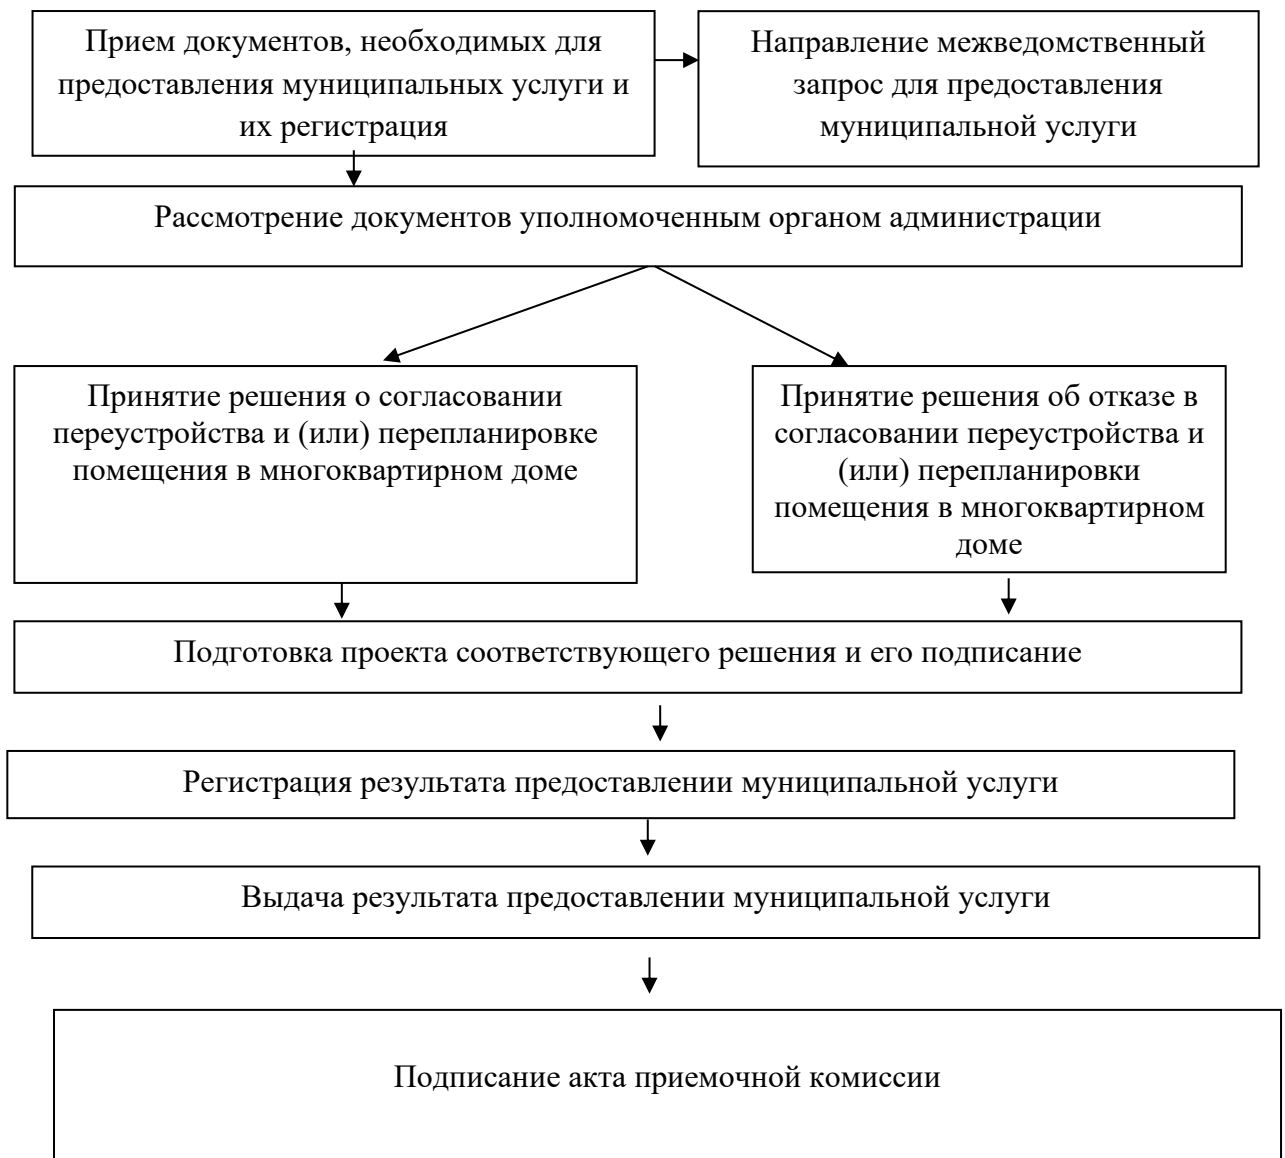 Прием документов, необходимых для
предоставления муниципальных услуги и
их регистрация
Направление межведомственный
запрос для предоставления
муниципальной услуги
Рассмотрение документов уполномоченным органом администрации
Принятие решения о согласовании
переустройства и (или) перепланировке
помещения в многоквартирном доме
Принятие решения об отказе в
согласовании переустройства и
(или) перепланировки
помещения в многоквартирном
доме
Подготовка проекта соответствующего решения и его подписание
Регистрация результата предоставлении муниципальной услуги
Выдача результата предоставлении муниципальной услуги
Подписание акта приемочной комиссии